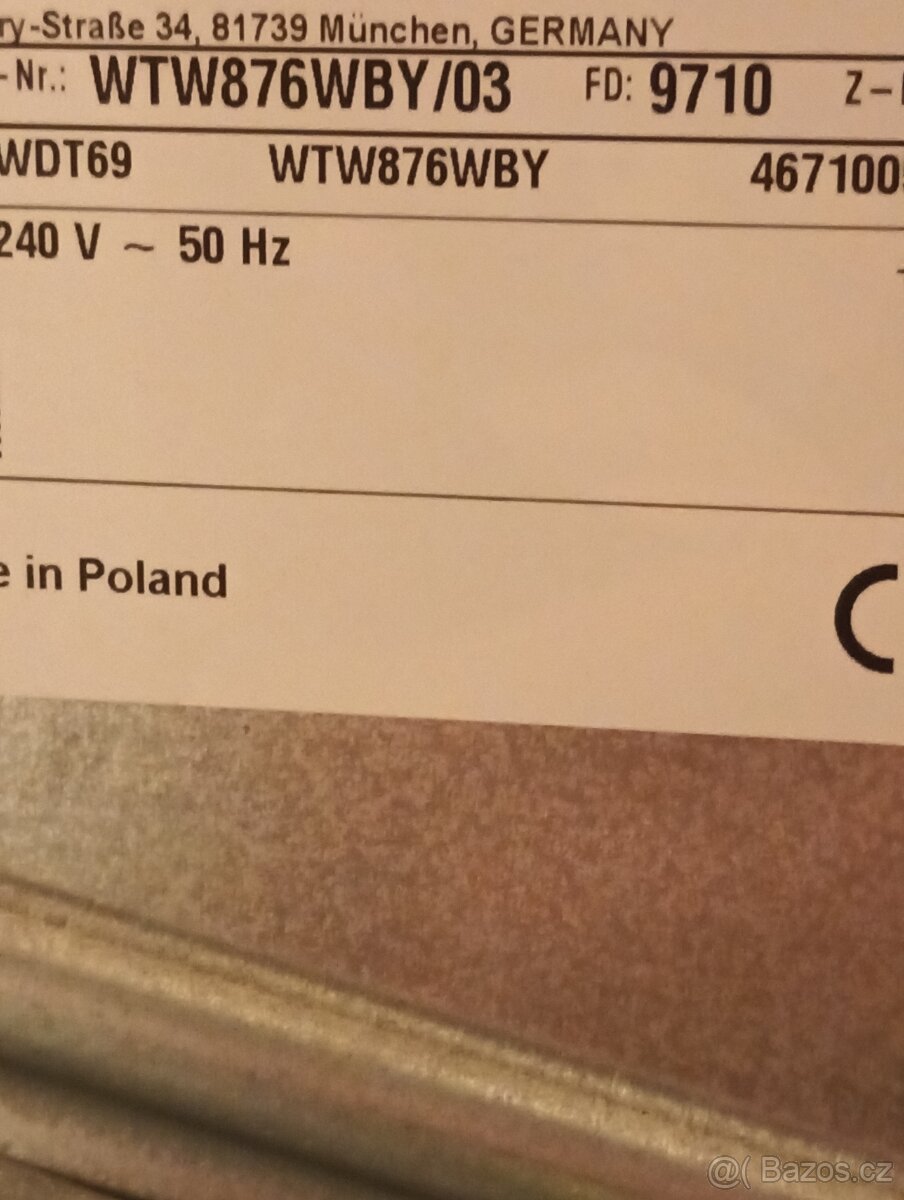 ry-Straße 34, 81739 München, GERMANY
-Nr.: WTW876WBY/03 FD: 9710 Z-
WDT69 WTW876WBY 467100
240 V ~ 50 Hz
e in Poland
C
@( Bazos.cz